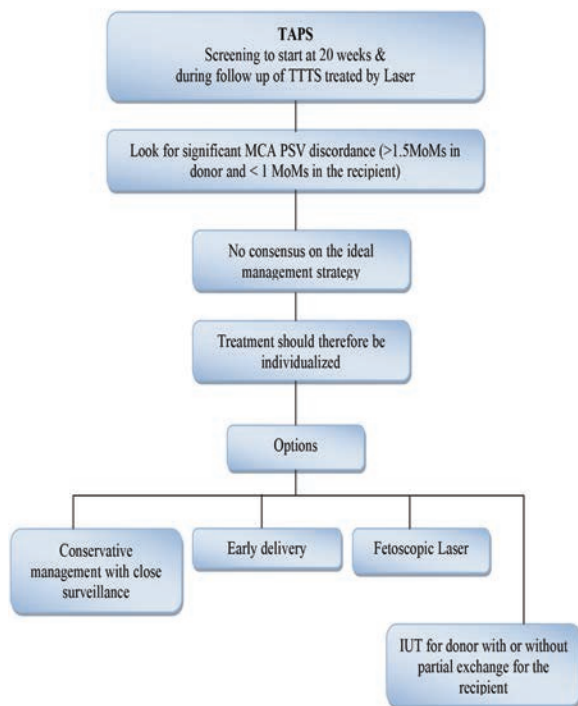 TAPS
Screening to start at 20 weeks &
during follow up of TTTS treated by Laser
Look for significant MCA PSV discordance (>1.5MoMs in
donor and < 1 MoMs in the recipient)
No consensus on the ideal
management strategy
Treatment should therefore be
individualized
Options
Conservative
management with close
surveillance
Early delivery
Fetoscopic Laser
IUT for donor with or without
partial exchange for the
recipient